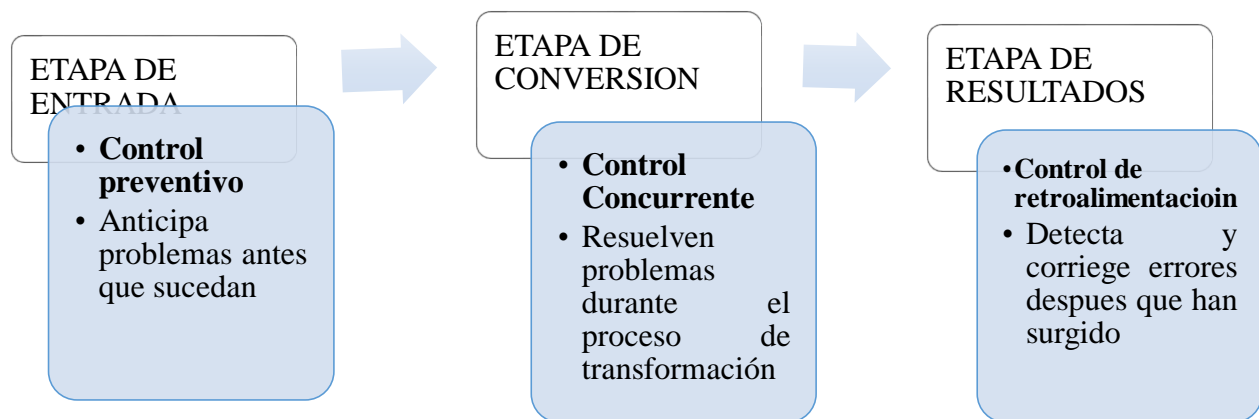 ETAPA DE
ENTRADA
• Control
preventivo
• Anticipa
problemas antes
que sucedan
ETAPA DE
CONVERSION
• Control
Concurrente
• Resuelven
problemas
durante el
proceso de
transformación
ETAPA DE
RESULTADOS
•Control de
retroalimentacioin
• Detecta y
corriege errores
despues que han
surgido